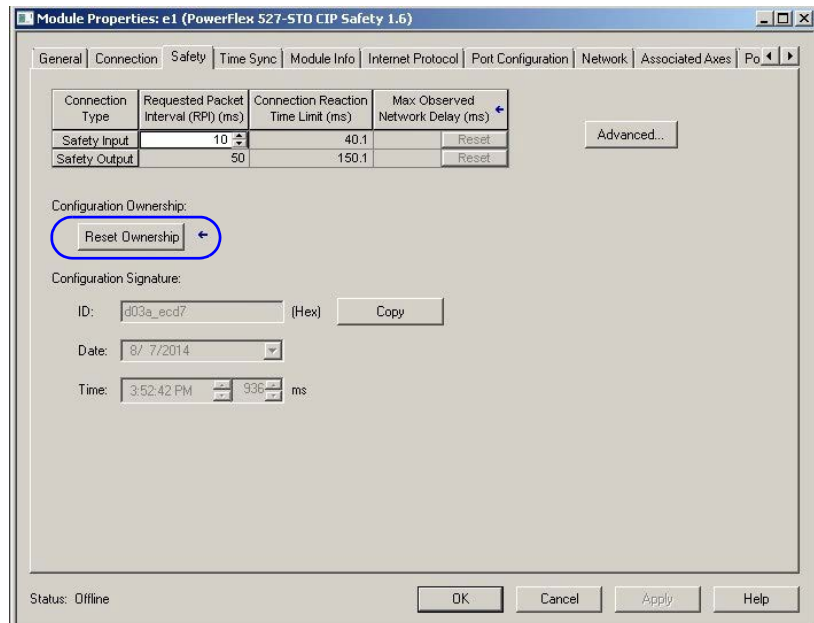 Module Properties: e1 (PowerFlex 527-STO CIP Safety 1.6)
General Connection Safety Time Sync Module Info Internet Protocol Port Configuration Network Associated Axes Po
Connection Type Requested Packet Interval (RPI) (ms) Connection Reaction Time Limit (ms) Max Observed Network Delay (ms)
Safety Input 10 40.1 Reset
Safety Output 50 150.1 Reset
Advanced...
Configuration Ownership:
Reset Ownership
Configuration Signature:
ID: d03a_ecd7 (Hex) Copy
Date: 8/ 7/2014
Time: 3:52:42 PM 936 ms
Status: Offline OK Cancel Apply Help